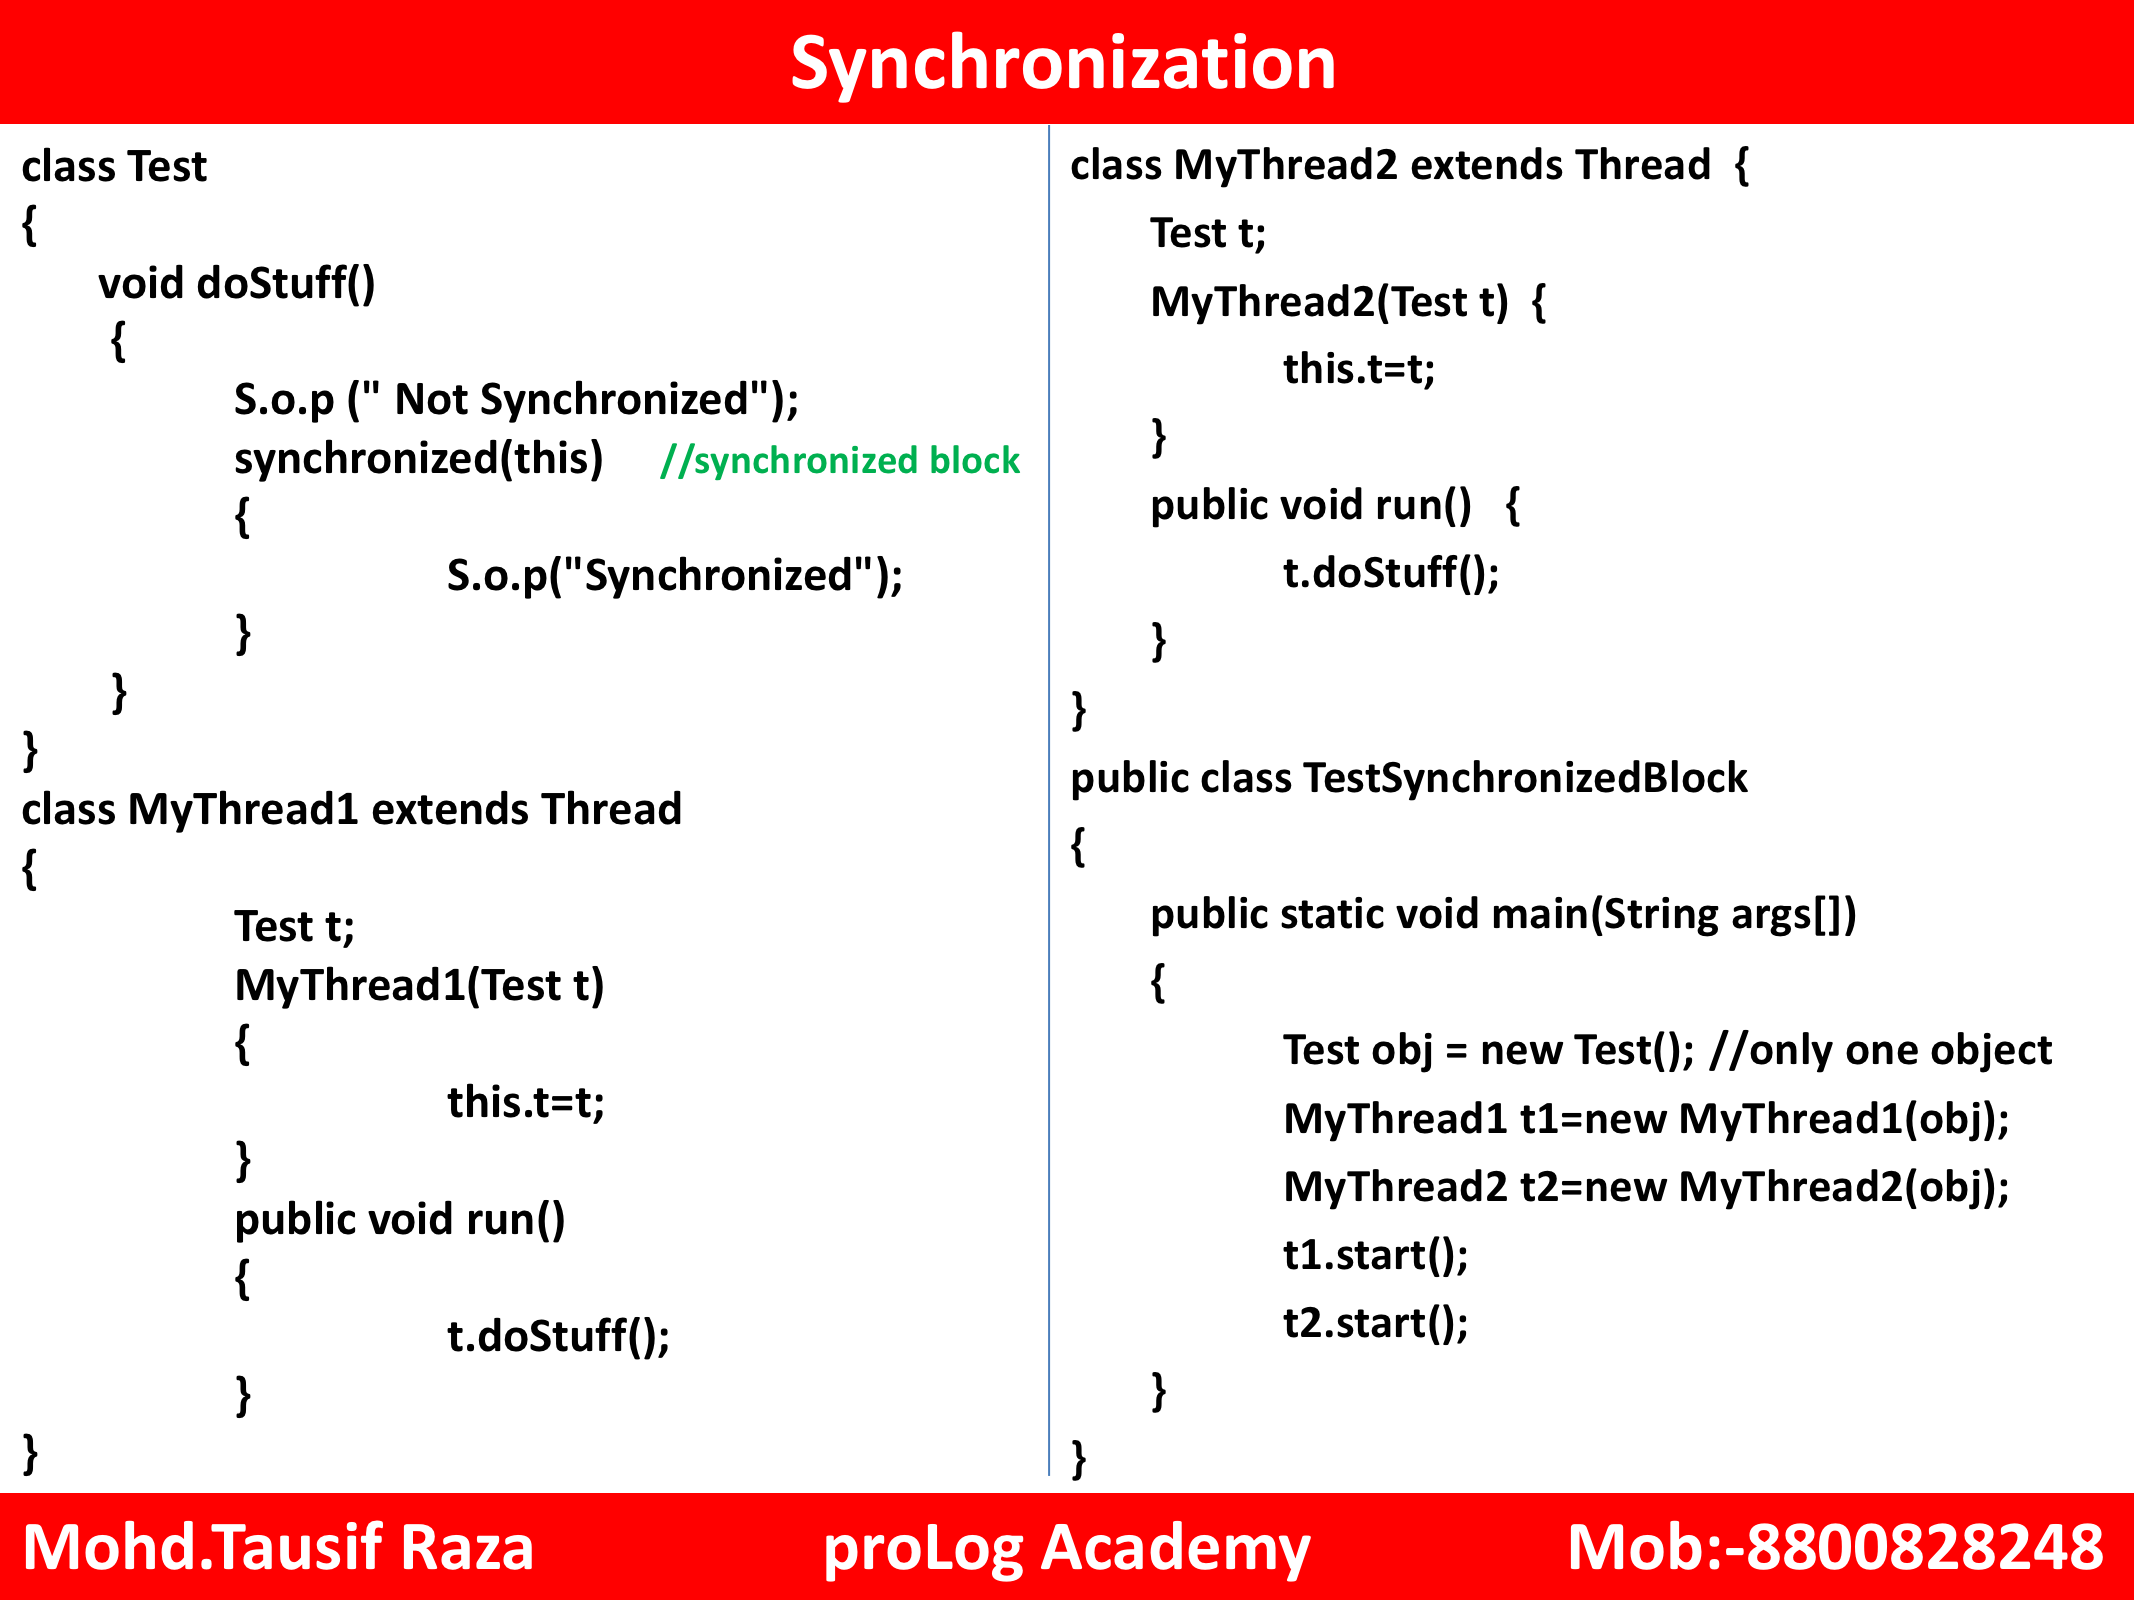 Synchronization
class Test
{
void doStuff()
{
S.o.p (" Not Synchronized");
synchronized(this) //synchronized block
{
S.o.p("Synchronized");
}
}
}
class MyThread1 extends Thread
{
Test t;
MyThread1(Test t)
{
this.t=t;
}
public void run()
{
t.doStuff();
}
}
class MyThread2 extends Thread {
Test t;
MyThread2(Test t) {
this.t=t;
}
public void run() {
t.doStuff();
}
}
public class TestSynchronizedBlock
{
public static void main(String args[])
{
Test obj = new Test(); //only one object
MyThread1 t1=new MyThread1(obj);
MyThread2 t2=new MyThread2(obj);
t1.start();
t2.start();
}
}
Mohd.Tausif Raza proLog Academy Mob:-8800828248